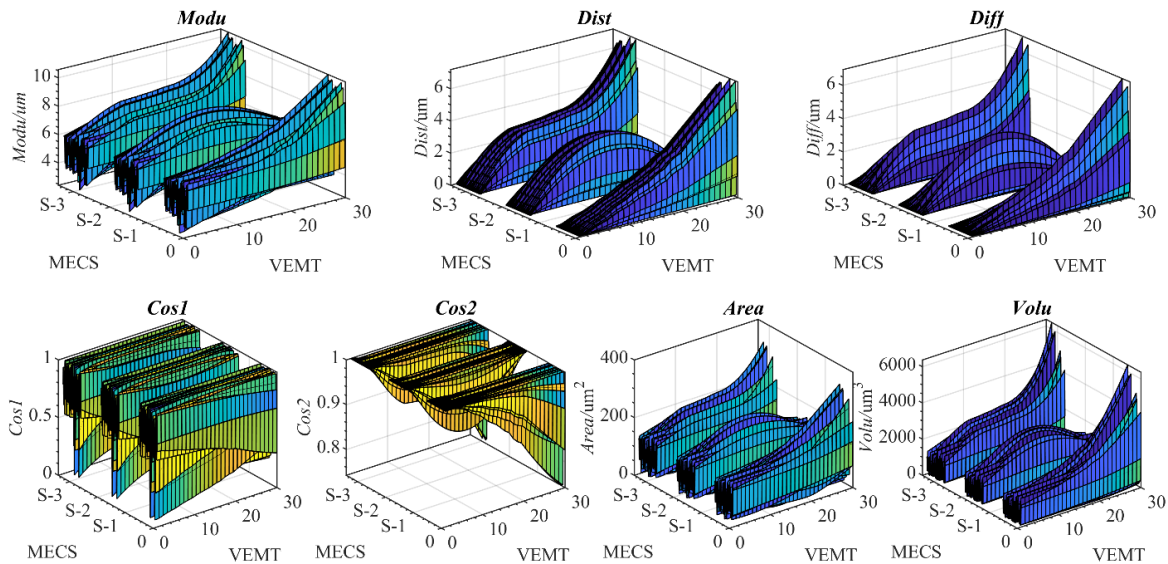 Modu
10
8
6
4
Modu/um
S-3
S-2
S-1
0
0
10
20
30
MECS
VEMT
Dist
6
4
2
0
Dist/um
S-3
S-2
S-1
0
0
10
20
30
MECS
VEMT
Diff
6
4
2
0
Diff/um
S-3
S-2
S-1
0
0
10
20
30
MECS
VEMT
Cos1
1
0.5
0
Cos1
S-3
S-2
S-1
0
0
10
20
30
MECS
VEMT
Cos2
1
0.9
0.8
Cos2
S-3
S-2
S-1
0
0
10
20
30
MECS
VEMT
Area
400
200
0
Area/um²
S-3
S-2
S-1
0
0
10
20
30
MECS
VEMT
Volu
6000
4000
2000
0
Volu/um³
S-3
S-2
S-1
0
0
10
20
30
MECS
VEMT